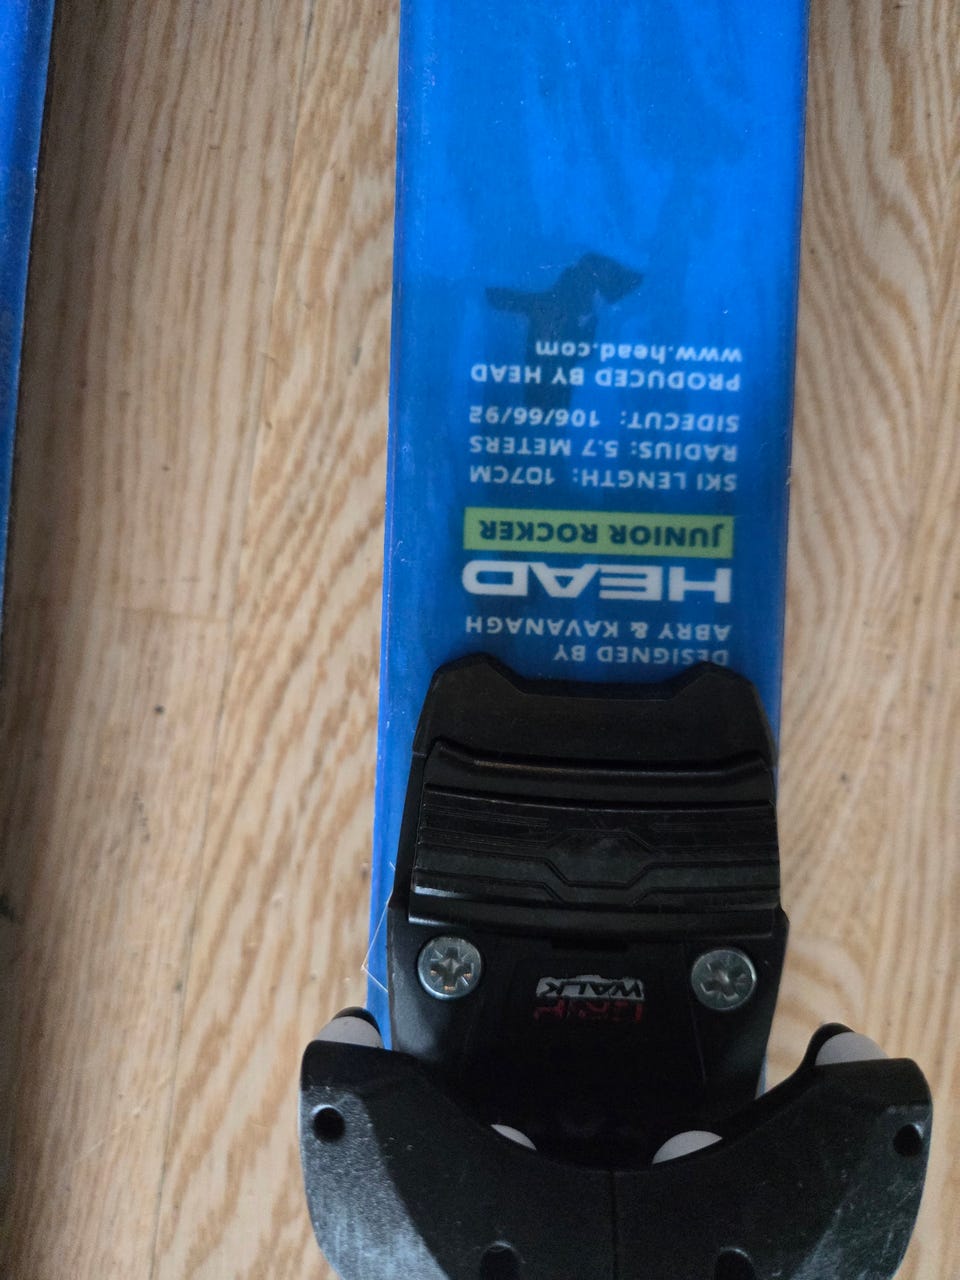 DESIGNED BY
ABRY & KAVANAGH
HEAD
JUNIOR ROCKER
SKI LENGTH: 107CM
RADIUS: 5.7 METERS
SIDECUT: 106/66/92
PRODUCED BY HEAD
www.head.com
WALK